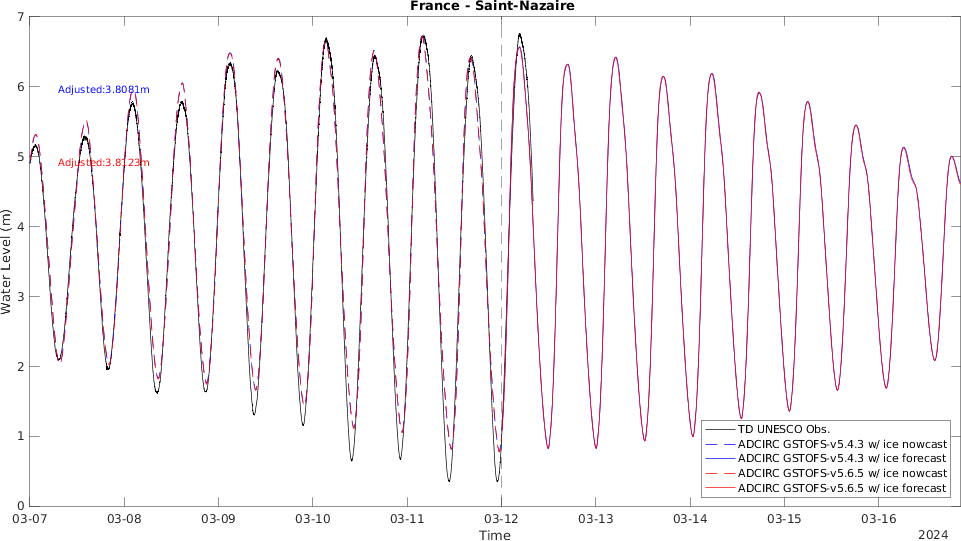 France - Saint-Nazaire
7
6
5
4
3
2
1
0
Water Level (m)
Adjusted:3.8081m
Adjusted:3.8123m
TD UNESCO Obs.
ADCIRC GSTOFS-v5.4.3 w/ ice nowcast
ADCIRC GSTOFS-v5.4.3 w/ ice forecast
ADCIRC GSTOFS-v5.6.5 w/ ice nowcast
ADCIRC GSTOFS-v5.6.5 w/ ice forecast
03-07 03-08 03-09 03-10 03-11 03-12 03-13 03-14 03-15 03-16
Time
2024